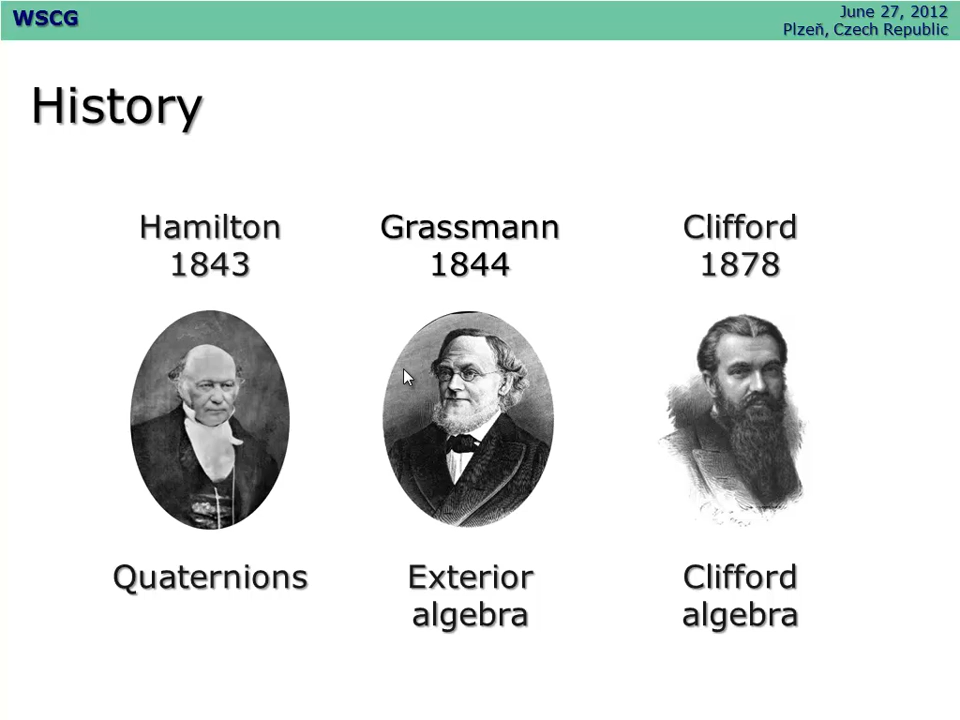 WSCG
June 27, 2012
Plzeň, Czech Republic
History
Hamilton
1843
Grassmann
1844
Clifford
1878
Quaternions
Exterior
algebra
Clifford
algebra